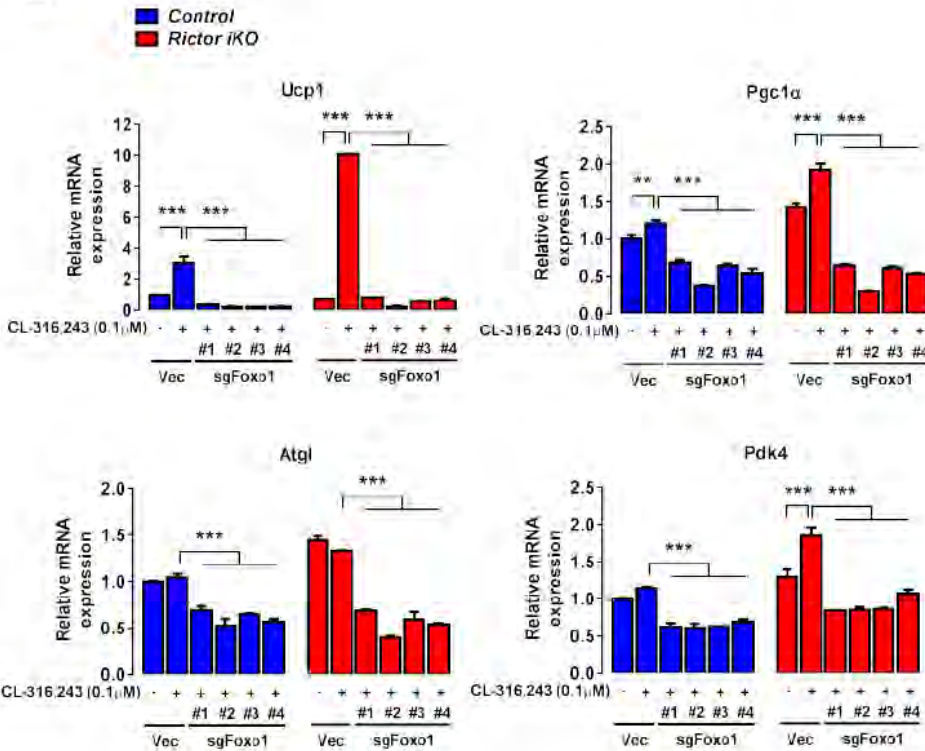 Control
Rictor iKO
Ucp1
Relative mRNA
expression
12
10
8
6
4
2
0
*** ***
*** ***
CL-316,243 (0.1μM) - + + + + + - + + + + +
#1 #2 #3 #4 #1 #2 #3 #4
Vec sgFoxo1 Vec sgFoxo1
Pgc1α
Relative mRNA
expression
2.5
2.0
1.5
1.0
0.5
0.0
** ***
*** ***
CL-316,243 (0.1μM) - + + + + + - + + + + +
#1 #2 #3 #4 #1 #2 #3 #4
Vec sgFoxo1 Vec sgFoxo1
Atgl
Relative mRNA
expression
2.0
1.5
1.0
0.5
0.0
***
***
CL-316,243 (0.1μM) - + + + + + - + + + + +
#1 #2 #3 #4 #1 #2 #3 #4
Vec sgFoxo1 Vec sgFoxo1
Pdk4
Relative mRNA
expression
2.5
2.0
1.5
1.0
0.5
0.0
***
*** ***
CL-316,243 (0.1μM) - + + + + + - + + + + +
#1 #2 #3 #4 #1 #2 #3 #4
Vec sgFoxo1 Vec sgFoxo1